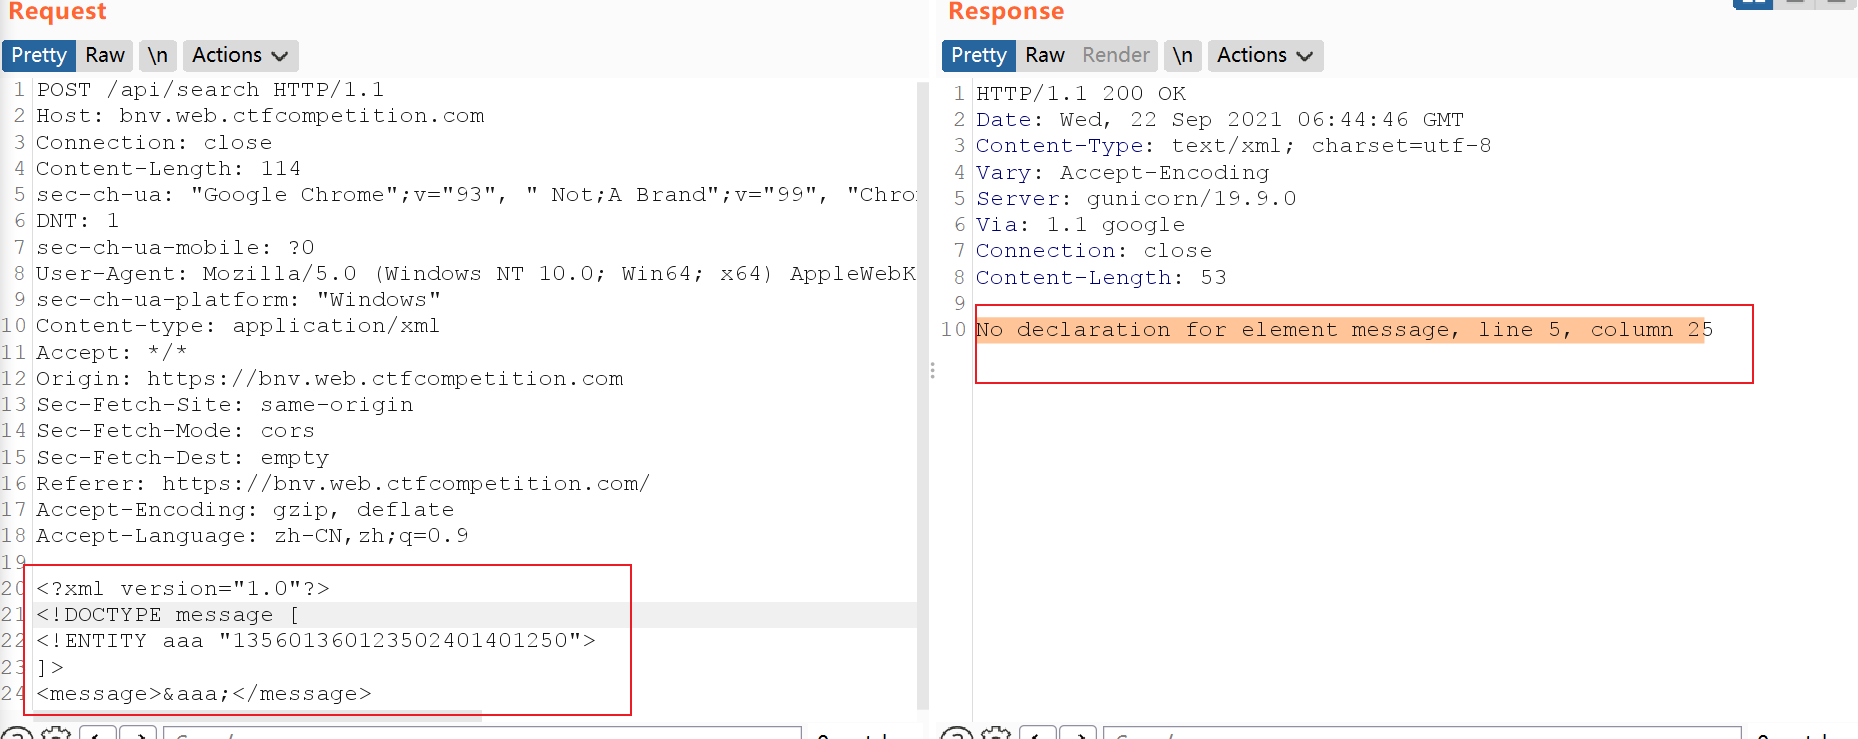 Request
Pretty Raw \n Actions
1 POST /api/search HTTP/1.1
2 Host: bnv.web.ctfcompetition.com
3 Connection: close
4 Content-Length: 114
5 sec-ch-ua: "Google Chrome";v="93", " Not;A Brand";v="99", "Chro
6 DNT: 1
7 sec-ch-ua-mobile: ?0
8 User-Agent: Mozilla/5.0 (Windows NT 10.0; Win64; x64) AppleWebK
9 sec-ch-ua-platform: "Windows"
10 Content-type: application/xml
11 Accept: */*
12 Origin: https://bnv.web.ctfcompetition.com
13 Sec-Fetch-Site: same-origin
14 Sec-Fetch-Mode: cors
15 Sec-Fetch-Dest: empty
16 Referer: https://bnv.web.ctfcompetition.com/
17 Accept-Encoding: gzip, deflate
18 Accept-Language: zh-CN,zh;q=0.9
19
20 <?xml version="1.0"?>
21 <!DOCTYPE message [
22 <!ENTITY aaa "135601360123502401401250">
23 ]>
24 <message>&aaa;</message>
Response
Pretty Raw Render \n Actions
1 HTTP/1.1 200 OK
2 Date: Wed, 22 Sep 2021 06:44:46 GMT
3 Content-Type: text/xml; charset=utf-8
4 Vary: Accept-Encoding
5 Server: gunicorn/19.9.0
6 Via: 1.1 google
7 Connection: close
8 Content-Length: 53
9
10 No declaration for element message, line 5, column 25